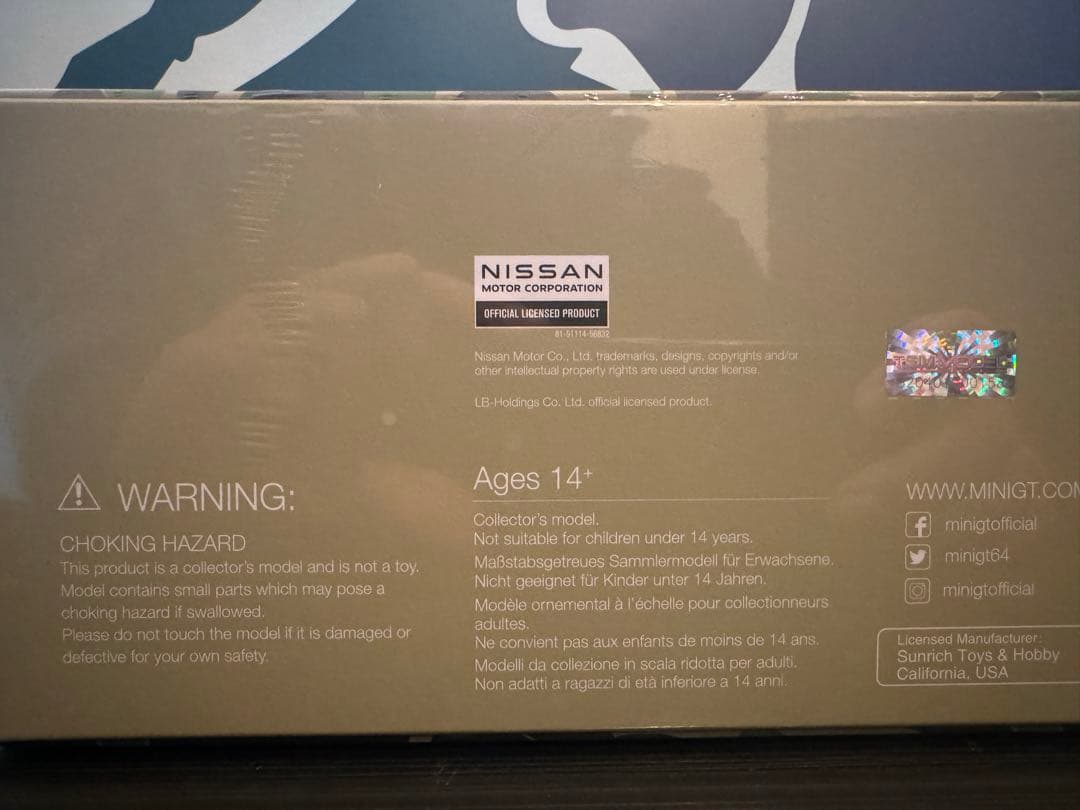 NISSAN
MOTOR CORPORATION
OFFICIAL LICENSED PRODUCT
81-51114-56832
Nissan Motor Co., Ltd. trademarks, designs, copyrights and/or
other intellectual property rights are used under license.
LB-Holdings Co. Ltd. official licensed product.
WARNING:
CHOKING HAZARD
This product is a collector's model and is not a toy.
Model contains small parts which may pose a
choking hazard if swallowed.
Please do not touch the model if it is damaged or
defective for your own safety.
Ages 14+
Collector's model.
Not suitable for children under 14 years.
Maßstabsgetreues Sammlermodell für Erwachsene.
Nicht geeignet für Kinder unter 14 Jahren.
Modèle ornemental à l'échelle pour collectionneurs
adultes.
Ne convient pas aux enfants de moins de 14 ans.
Modelli da collezione in scala ridotta per adulti.
Non adatti a ragazzi di età inferiore a 14 anni.
WWW.MINIGT.COM
minigtofficial
minigt64
minigtofficial
Licensed Manufacturer:
Sunrich Toys & Hobby
California, USA